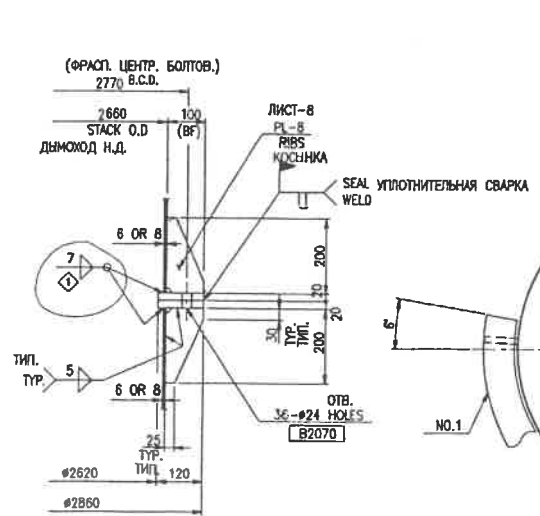 (ФРАСП. ЦЕНТР. БОЛТОВ.)
2770 B.C.D.
2660
100
STACK O.D
(BF)
ДЫМОХОД Н.Д.
ЛИСТ-8
PL-8
RIBS
КОСЫНКА
SEAL УПЛОТНИТЕЛЬНАЯ СВАРКА
WELD
6 OR 8
200
7
1
20
20
30
TYP.
ТИП.
200
6"
ТИП.
TYP.
5
6 OR 8
ОТВ.
36-ø24 HOLES
B2070
NO.1
25
TYP.
ТИП.
ø2620
120
ø2860